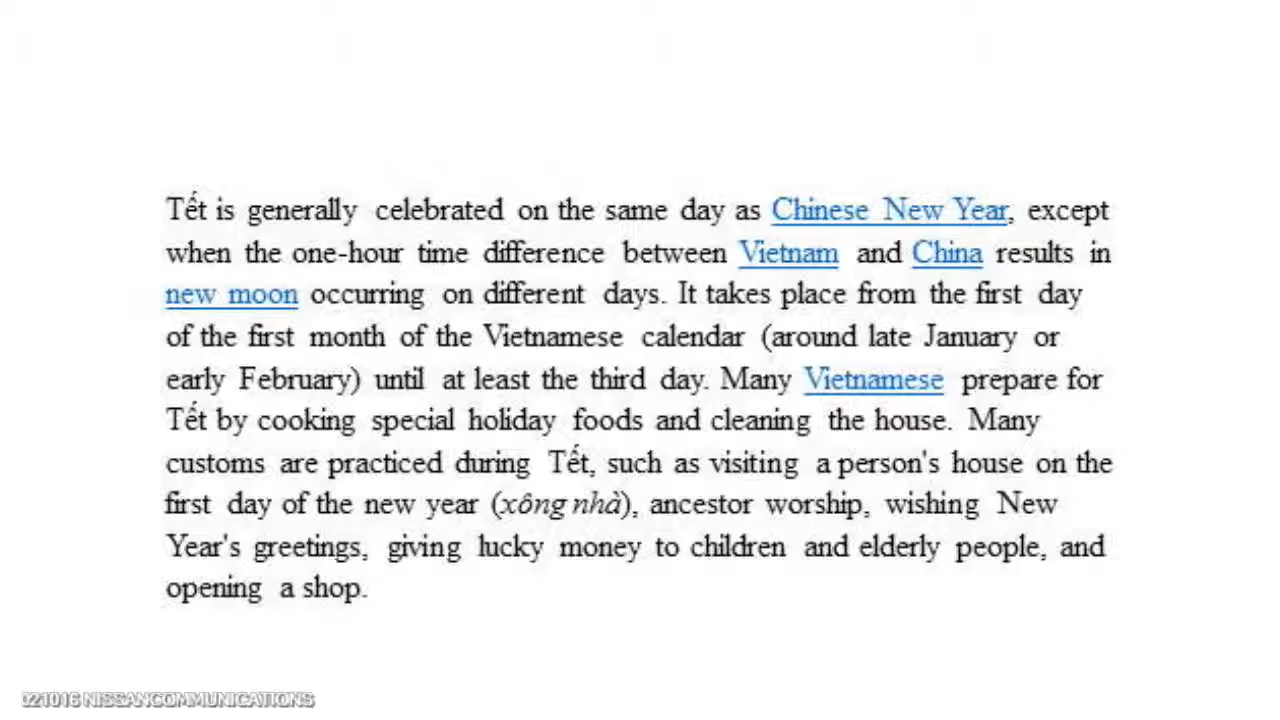 Tết is generally celebrated on the same day as Chinese New Year, except
when the one-hour time difference between Vietnam and China results in
new moon occurring on different days. It takes place from the first day
of the first month of the Vietnamese calendar (around late January or
early February) until at least the third day. Many Vietnamese prepare for
Tết by cooking special holiday foods and cleaning the house. Many
customs are practiced during Tết, such as visiting a person's house on the
first day of the new year (xông nhà), ancestor worship, wishing New
Year's greetings, giving lucky money to children and elderly people, and
opening a shop.
021016 NISSANCOMMUNICATIONS